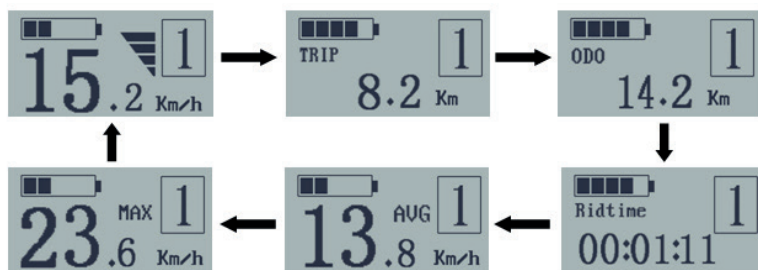 1
15.2 Km/h
TRIP
1
8.2 Km
ODO
1
14.2 Km
MAX
1
23.6 Km/h
AVG
1
13.8 Km/h
Ridtime
1
00:01:11